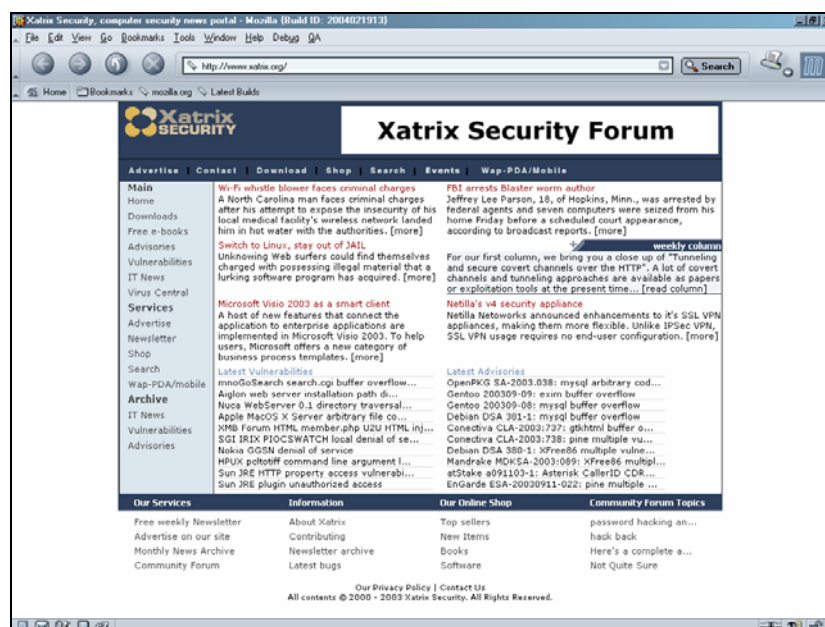 Xatrix Security, computer security news portal - Mozilla {Build ID: 2004021913}
File Edit View Go Bookmarks Tools Window Help Debug QA
http://www.xatrix.org/ Search
Home Bookmarks mozilla.org Latest Builds
Xatrix SECURITY
Xatrix Security Forum
Advertise | Contact | Download | Shop | Search | Events | Wap-PDA/Mobile
Main
Home
Downloads
Free e-books
Advisories
Vulnerabilities
IT News
Virus Central
Services
Advertise
Newsletter
Shop
Search
Wap-PDA/mobile
Archive
IT News
Vulnerabilities
Advisories
Wi-Fi whistle blower faces criminal charges
A North Carolina man faces criminal charges
after his attempt to expose the insecurity of his
local medical facility's wireless network landed
him in hot water with the authorities. [more]
Switch to Linux, stay out of JAIL
Unknowing Web surfers could find themselves
charged with possessing illegal material that a
lurking software program has acquired. [more]
Microsoft Visio 2003 as a smart client
A host of new features that connect the
application to enterprise applications are
implemented in Microsoft Visio 2003. To help
users, Microsoft offers a new category of
business process templates. [more]
FBI arrests Blaster worm author
Jeffrey Lee Parson, 18, of Hopkins, Minn., was arrested by
federal agents and seven computers were seized from his
home Friday before a scheduled court appearance,
according to broadcast reports. [more]
weekly column
For our first column, we bring you a close up of "Tunneling
and secure covert channels over the HTTP". A lot of covert
channels and tunneling approaches are available as papers
or exploitation tools at the present time... [read column]
Netilla's v4 security appliance
Netilla Netoworks announced enhancements to it's SSL VPN
appliances, making them more flexible. Unlike IPSec VPN,
SSL VPN usage requires no end-user configuration. [more]
Latest Vulnerabilities
mnoGoSearch search.cgi buffer overflow...
Aiglon web server installation path di...
Nuca WebServer 0.1 directory traversal...
Apple MacOS X Server arbitrary file co...
XMB Forum HTML member.php U2U HTML inj...
SGI IRIX PIOCSWATCH local denial of se...
Nokia GGSN denial of service
HPUX pcltotiff command line argument l...
Sun JRE HTTP property access vulnerabi...
Sun JRE plugin unauthorized access
Latest Advisories
OpenPKG SA-2003.038: mysql arbitrary cod...
Gentoo 200309-09: exim buffer overflow
Gentoo 200309-08: mysql buffer overflow
Debian DSA 381-1: mysql buffer overflow
Conectiva CLA-2003:737: gtkhtml buffer o...
Conectiva CLA-2003:738: pine multiple vu...
Debian DSA 380-1: XFree86 multiple vulne...
Mandrake MDKSA-2003:089: XFree86 multipl...
atStake a091103-1: Asterisk CallerID CDR...
EnGarde ESA-20030911-022: pine multiple ...
Our Services Information Our Online Shop Community Forum Topics
Free weekly Newsletter About Xatrix Top sellers password hacking an...
Advertise on our site Contributing New Items hack back
Monthly News Archive Newsletter archive Books Here's a complete a...
Community Forum Latest bugs Software Not Quite Sure
Our Privacy Policy | Contact Us
All contents © 2000 - 2003 Xatrix Security. All Rights Reserved.